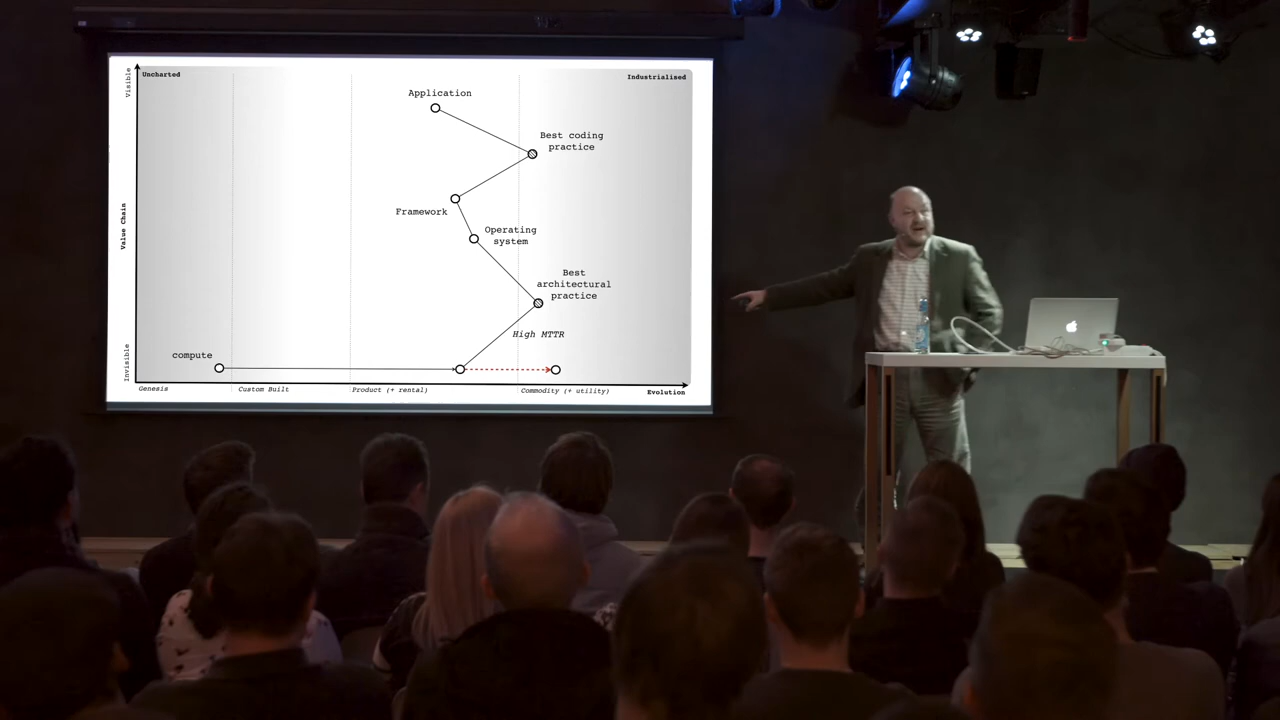 Uncharted
Industrialised
Visible
Value Chain
Invisible
Application
Best coding
practice
Framework
Operating
system
Best
architectural
practice
High MTTR
compute
Genesis
Custom Built
Product (+ rental)
Commodity (+ utility)
Evolution